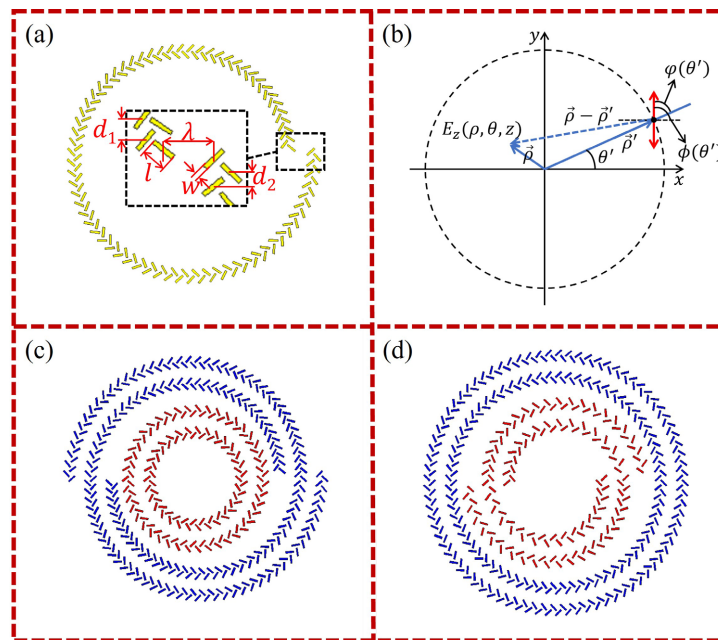 (a)
d₁
λ
l
w
d₂
(b)
y
φ(θ′)
E_z(ρ, θ, z)
ρ⃗ − ρ⃗′
ρ⃗
θ′
ρ⃗′
ϕ(θ′)
x
(c)
(d)